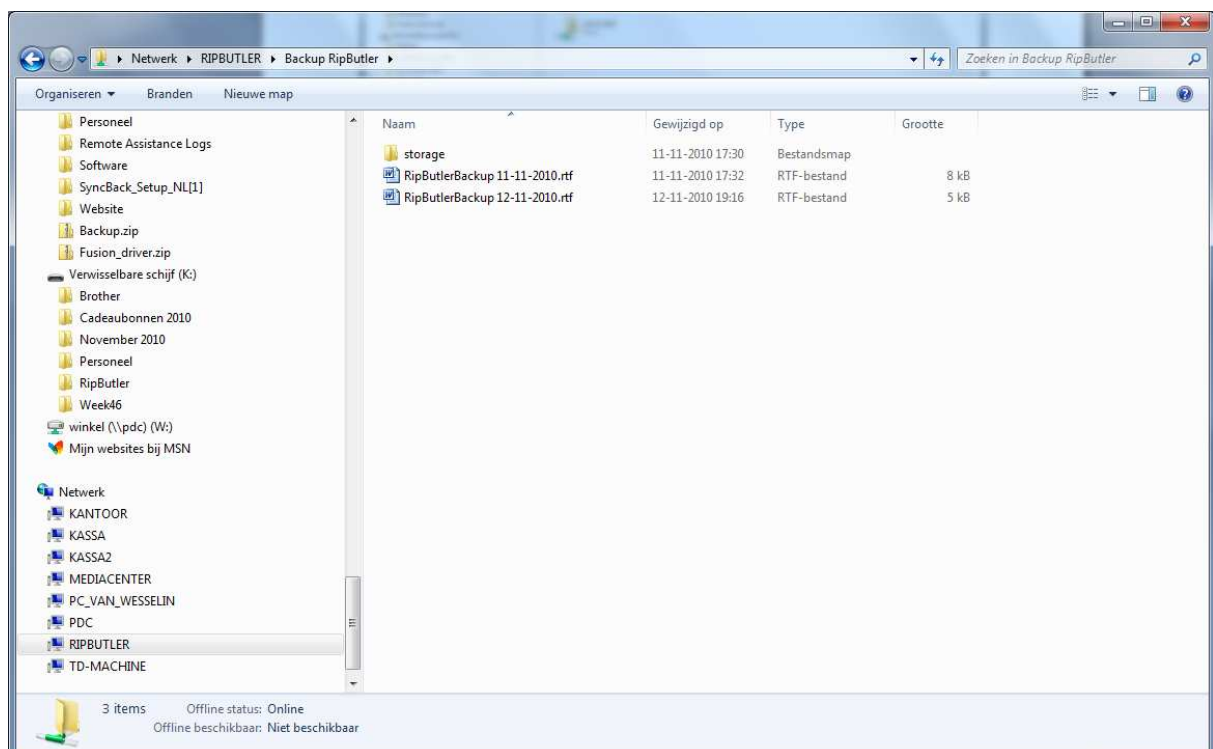 Netwerk RIPBUTLER Backup RipButler
Zoeken in Backup RipButler
Organiseren Branden Nieuwe map
Personeel
Remote Assistance Logs
Software
SyncBack_Setup_NL[1]
Website
Backup.zip
Fusion_driver.zip
Verwisselbare schijf (K:)
Brother
Cadeaubonnen 2010
November 2010
Personeel
RipButler
Week46
winkel (\\pdc) (W:)
Mijn websites bij MSN
Netwerk
KANTOOR
KASSA
KASSA2
MEDIACENTER
PC_VAN_WESSELIN
PDC
RIPBUTLER
TD-MACHINE
Naam Gewijzigd op Type Grootte
storage 11-11-2010 17:30 Bestandsmap
RipButlerBackup 11-11-2010.rtf 11-11-2010 17:32 RTF-bestand 8 kB
RipButlerBackup 12-11-2010.rtf 12-11-2010 19:16 RTF-bestand 5 kB
3 items Offline status: Online
Offline beschikbaar: Niet beschikbaar